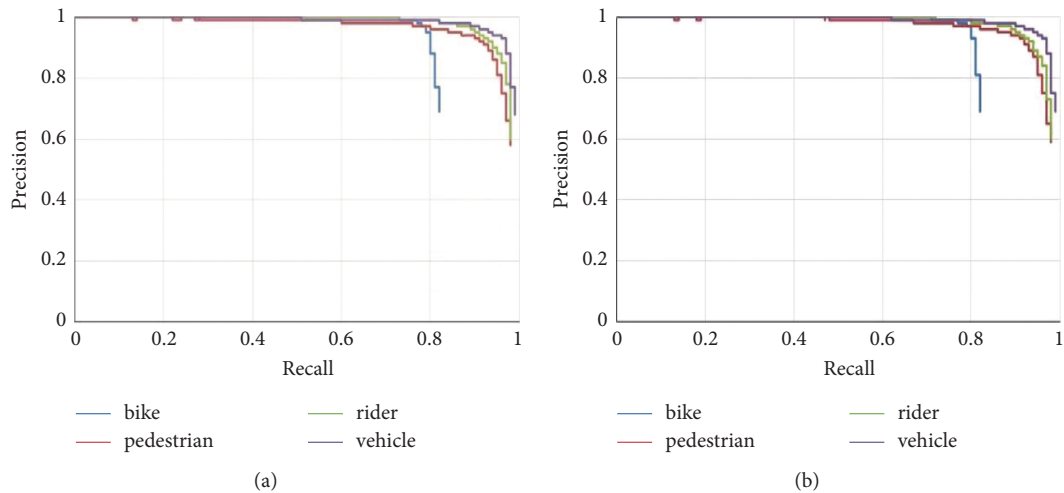 1
0.8
0.6
0.4
0.2
0
Precision
0 0.2 0.4 0.6 0.8 1
Recall
bike rider
pedestrian vehicle
(a)
1
0.8
0.6
0.4
0.2
0
Precision
0 0.2 0.4 0.6 0.8 1
Recall
bike rider
pedestrian vehicle
(b)